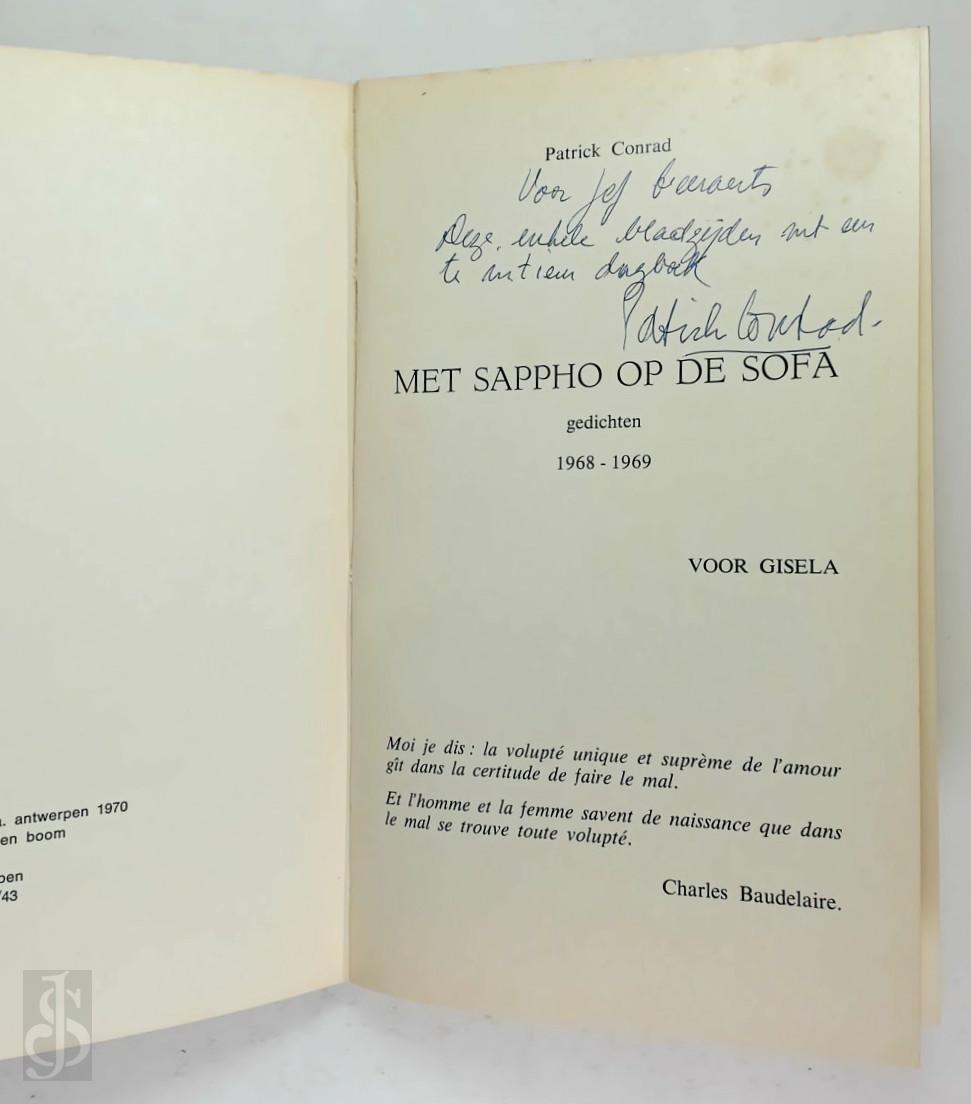 Patrick Conrad
Voor Jef Geeraerts
Deze enkele bladzijden uit een
te intiem dagboek
Patrick Conrad.
MET SAPPHO OP DE SOFA
gedichten
1968 - 1969
VOOR GISELA
Moi je dis : la volupté unique et suprème de l'amour
gît dans la certitude de faire le mal.
Et l'homme et la femme savent de naissance que dans
le mal se trouve toute volupté.
Charles Baudelaire.
. antwerpen 1970
en boom
pen
/43